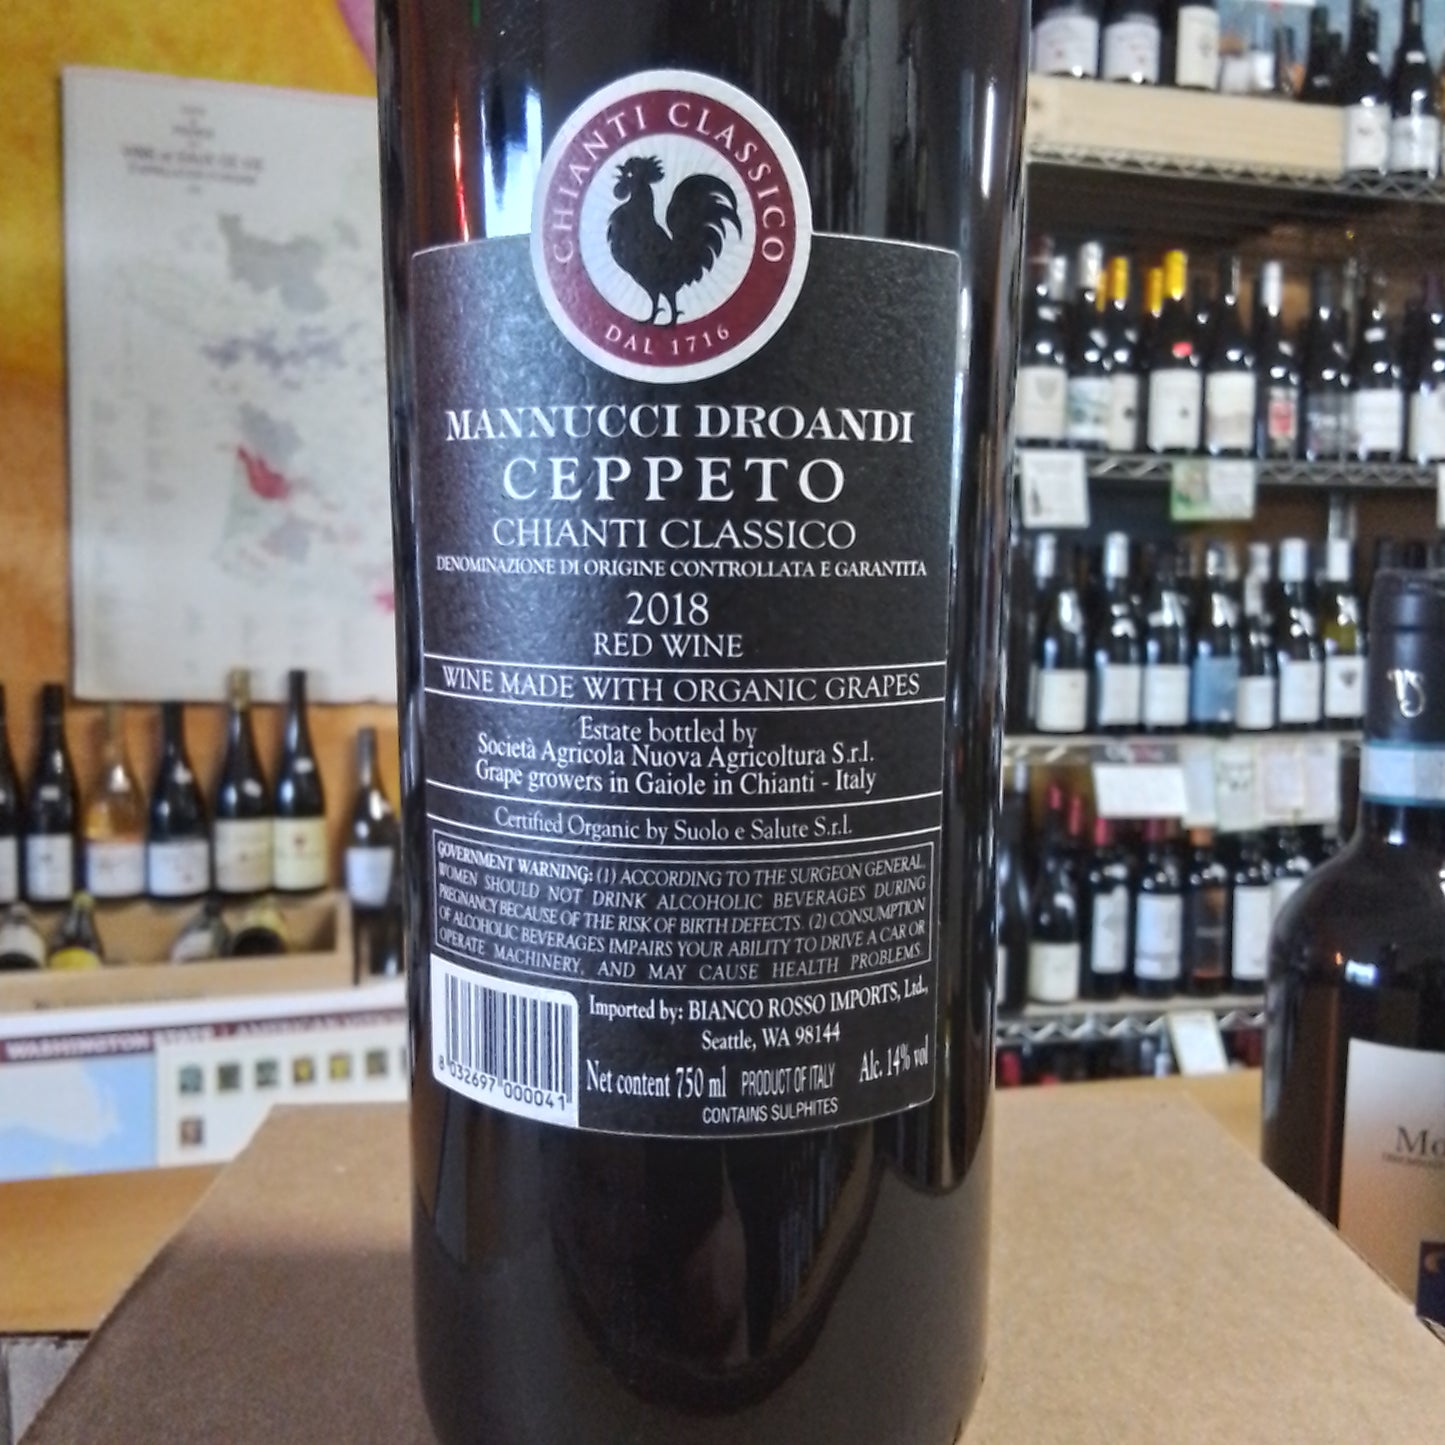 CHIANTI CLASSICO
DAL 1716
MANNUCCI DROANDI
CEPPETO
CHIANTI CLASSICO
DENOMINAZIONE DI ORIGINE CONTROLLATA E GARANTITA
2018
RED WINE
WINE MADE WITH ORGANIC GRAPES
Estate bottled by
Società Agricola Nuova Agricoltura S.r.l.
Grape growers in Gaiole in Chianti - Italy
Certified Organic by Suolo e Salute S.r.l.
GOVERNMENT WARNING: (1) ACCORDING TO THE SURGEON GENERAL,
WOMEN SHOULD NOT DRINK ALCOHOLIC BEVERAGES DURING
PREGNANCY BECAUSE OF THE RISK OF BIRTH DEFECTS. (2) CONSUMPTION
OF ALCOHOLIC BEVERAGES IMPAIRS YOUR ABILITY TO DRIVE A CAR OR
OPERATE MACHINERY, AND MAY CAUSE HEALTH PROBLEMS.
Imported by: BIANCO ROSSO IMPORTS, Ltd.,
Seattle, WA 98144
Net content 750 ml PRODUCT OF ITALY Alc. 14% vol
CONTAINS SULPHITES
8 032697 000041
WASHINGTON STATE